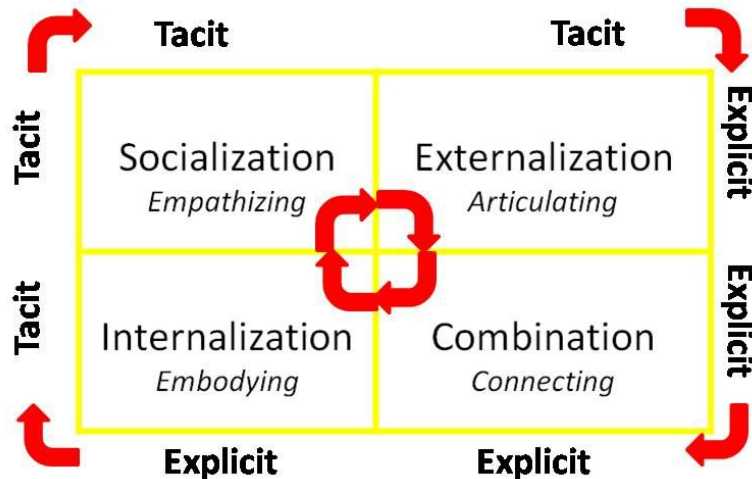 Tacit Tacit
Tacit Explicit
Socialization Externalization
Empathizing Articulating
Tacit Explicit
Internalization Combination
Embodying Connecting
Explicit Explicit